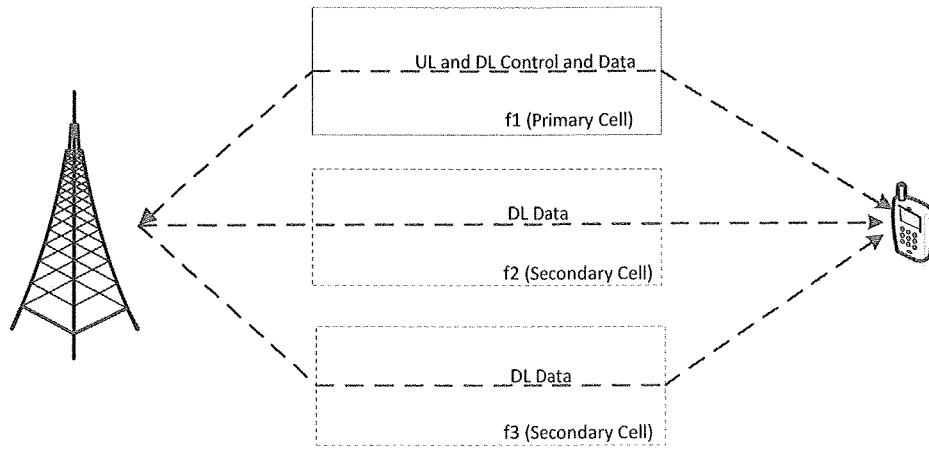 UL and DL Control and Data
f1 (Primary Cell)
DL Data
f2 (Secondary Cell)
DL Data
f3 (Secondary Cell)